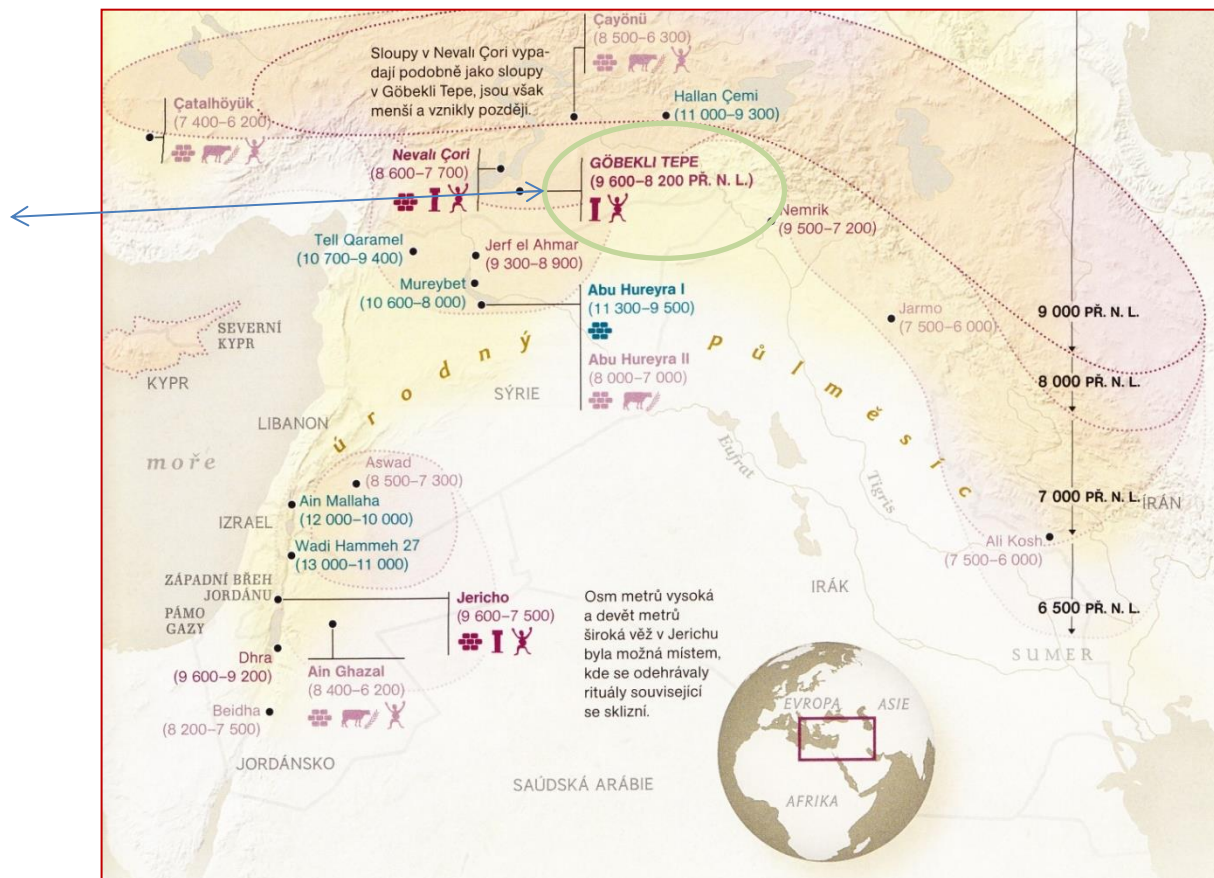 Çayönü
(8 500–6 300)
Sloupy v Nevalı Çori vypa-
dají podobně jako sloupy
v Göbekli Tepe, jsou však
menší a vznikly později.
Hallan Çemi
(11 000–9 300)
Çatalhöyük
(7 400–6 200)
Nevalı Çori
(8 600–7 700)
GÖBEKLI TEPE
(9 600–8 200 PŘ. N. L.)
Nemrik
(9 500–7 200)
Tell Qaramel
(10 700–9 400)
Jerf el Ahmar
(9 300–8 900)
Mureybet
(10 600–8 000)
Abu Hureyra I
(11 300–9 500)
Abu Hureyra II
(8 000–7 000)
Jarmo
(7 500–6 000)
9 000 PŘ. N. L.
8 000 PŘ. N. L.
7 000 PŘ. N. L.
6 500 PŘ. N. L.
SEVERNÍ
KYPR
KYPR
SÝRIE
LIBANON
úrodný půlměsíc
moře
Eufrat
Tigris
ÍRÁN
Aswad
(8 500–7 300)
Ain Mallaha
(12 000–10 000)
IZRAEL
Wadi Hammeh 27
(13 000–11 000)
Ali Kosh
(7 500–6 000)
IRÁK
ZÁPADNÍ BŘEH
JORDÁNU
PÁMO
GAZY
Jericho
(9 600–7 500)
Osm metrů vysoká
a devět metrů
široká věž v Jerichu
byla možná místem,
kde se odehrávaly
rituály související
se sklizní.
SUMER
Dhra
(9 600–9 200)
Ain Ghazal
(8 400–6 200)
Beidha
(8 200–7 500)
JORDÁNSKO
SAÚDSKÁ ARÁBIE
EVROPA
ASIE
AFRIKA